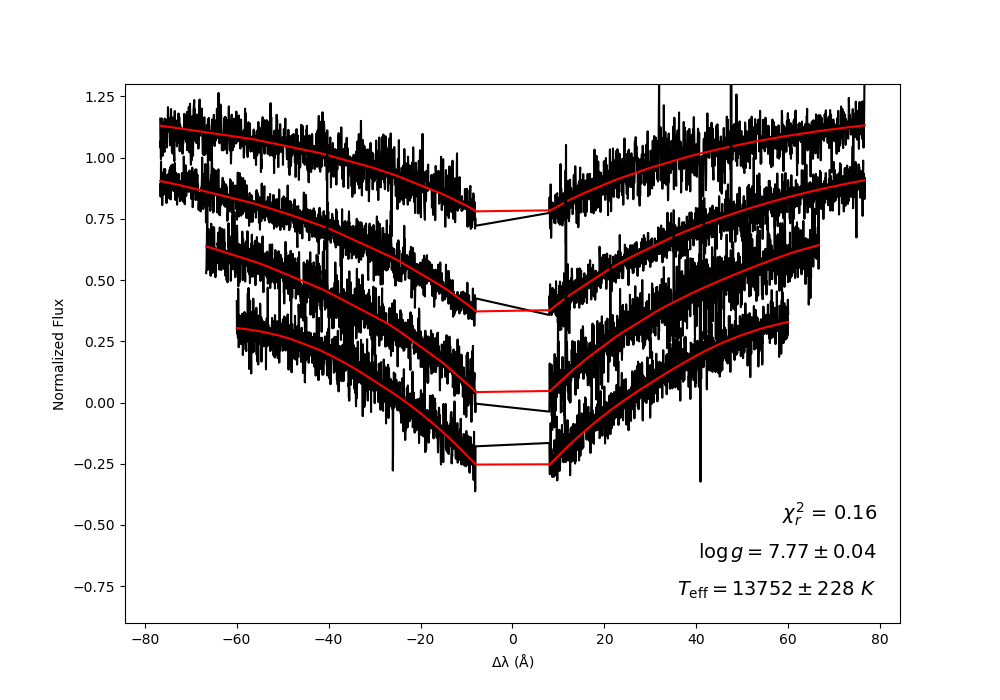 1.25
1.00
0.75
0.50
0.25
0.00
−0.25
−0.50
−0.75
Normalized Flux
χ²ᵣ = 0.16
log g = 7.77 ± 0.04
T_eff = 13752 ± 228 K
−80 −60 −40 −20 0 20 40 60 80
Δλ (Å)